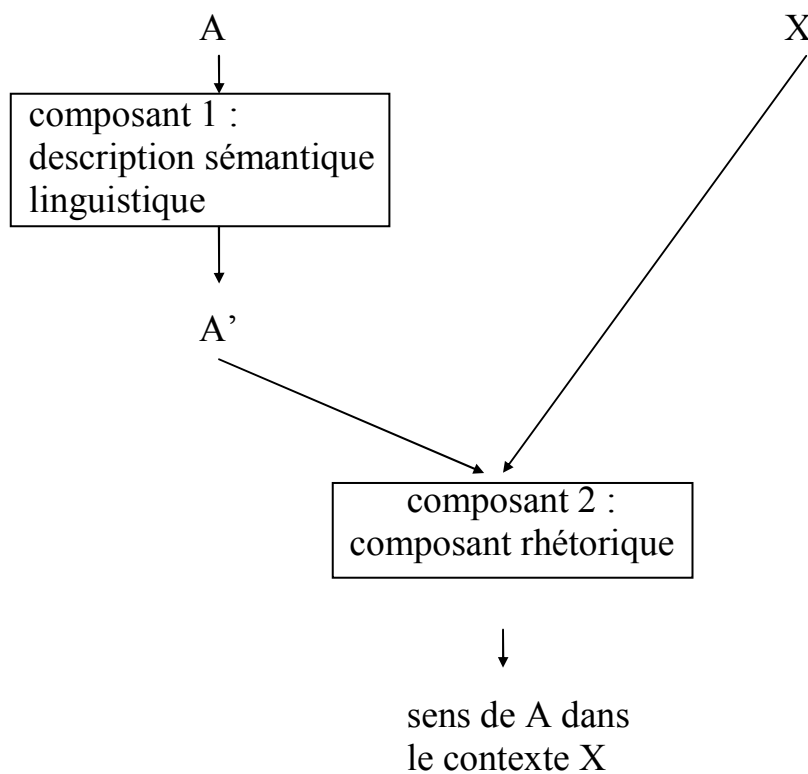 A
X
composant 1 :
description sémantique
linguistique
A’
composant 2 :
composant rhétorique
sens de A dans
le contexte X